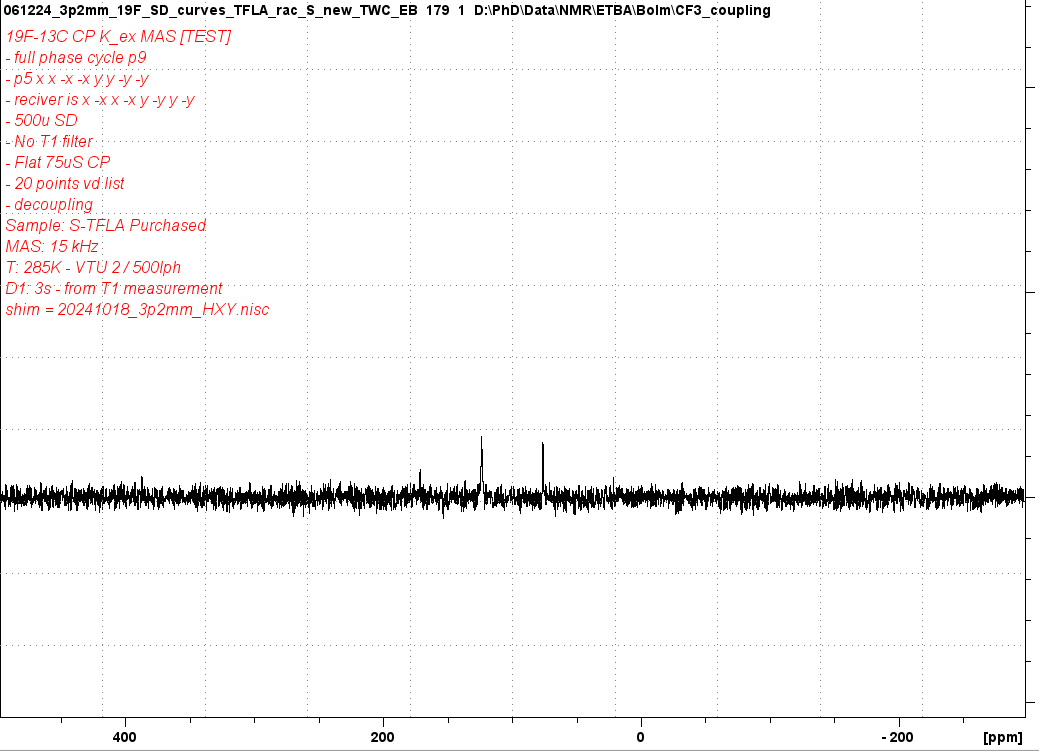 061224_3p2mm_19F_SD_curves_TFLA_rac_S_new_TWC_EB 179 1 D:\PhD\Data\NMR\ETBA\Bolm\CF3_coupling
19F-13C CP K_ex MAS [TEST]
- full phase cycle p9
- p5 x x -x -x y y -y -y
- reciver is x -x x -x y -y y -y
- 500u SD
- No T1 filter
- Flat 75uS CP
- 20 points vd list
- decoupling
Sample: S-TFLA Purchased
MAS: 15 kHz
T: 285K - VTU 2 / 500lph
D1: 3s - from T1 measurement
shim = 20241018_3p2mm_HXY.nisc
400 200 0 -200 [ppm]